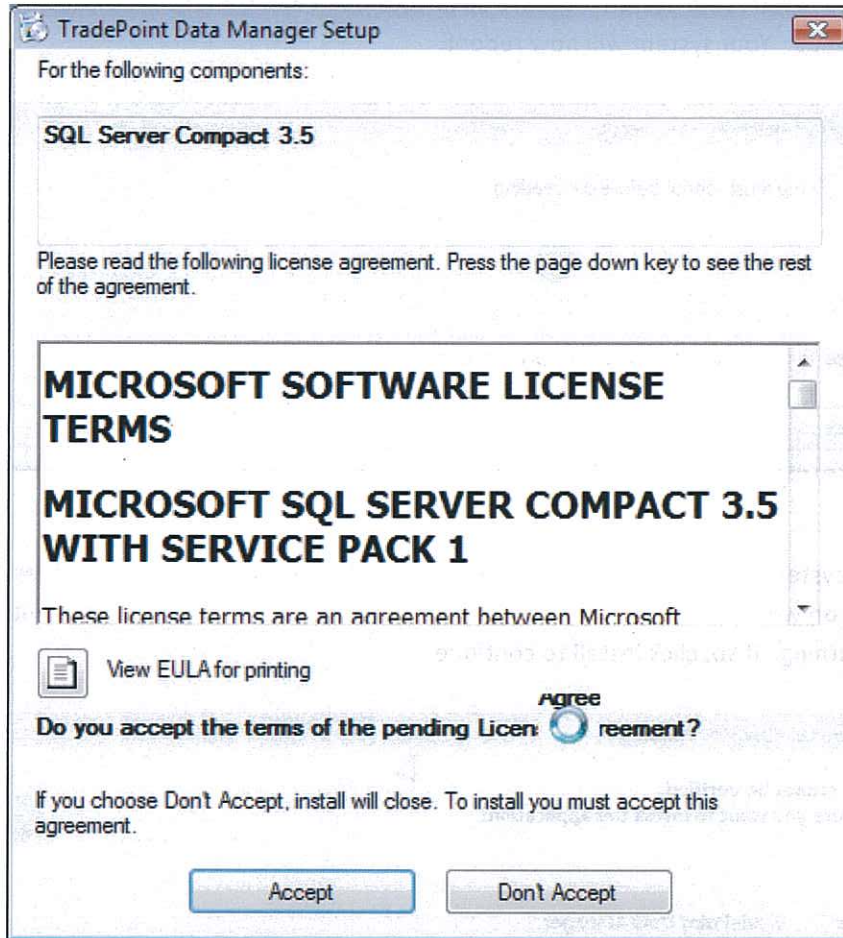 TradePoint Data Manager Setup
For the following components:
SQL Server Compact 3.5
Please read the following license agreement. Press the page down key to see the rest
of the agreement.
MICROSOFT SOFTWARE LICENSE
TERMS
MICROSOFT SQL SERVER COMPACT 3.5
WITH SERVICE PACK 1
These license terms are an agreement between Microsoft
View EULA for printing
Agree
Do you accept the terms of the pending Licen reement?
If you choose Don't Accept, install will close. To install you must accept this
agreement.
Accept
Don't Accept